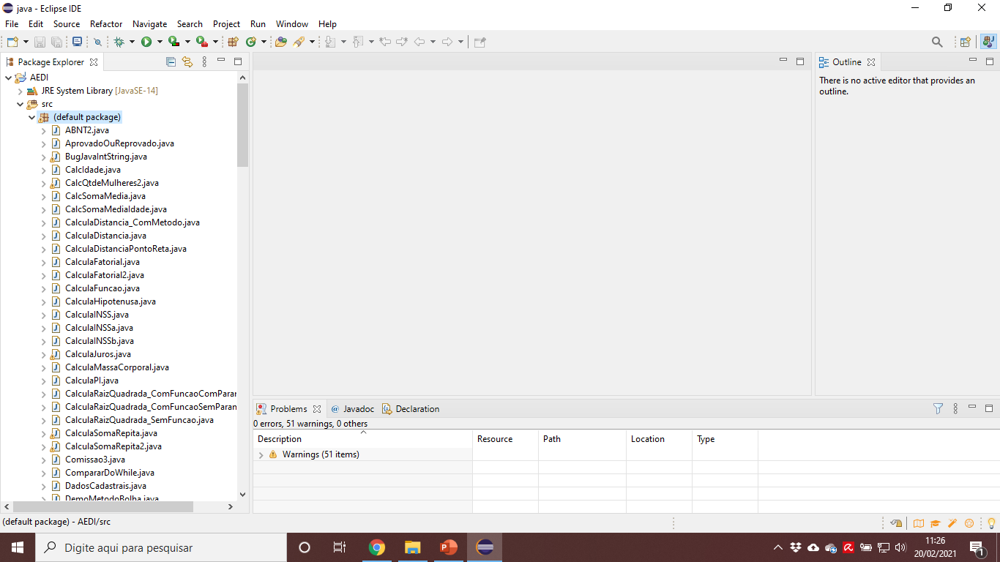 java - Eclipse IDE
File Edit Source Refactor Navigate Search Project Run Window Help
Package Explorer
AEDI
JRE System Library [JavaSE-14]
src
(default package)
ABNT2.java
AprovadoOuReprovado.java
BugJavaIntString.java
CalcIdade.java
CalcQtdeMulheres2.java
CalcSomaMedia.java
CalcSomaMediaIdade.java
CalculaDistancia_ComMetodo.java
CalculaDistancia.java
CalculaDistanciaPontoReta.java
CalculaFatorial.java
CalculaFatorial2.java
CalculaFuncao.java
CalculaHipotenusa.java
CalculaINSS.java
CalculaINSSa.java
CalculaINSSb.java
CalculaJuros.java
CalculaMassaCorporal.java
CalculaPI.java
CalculaRaizQuadrada_ComFuncaoComParan
CalculaRaizQuadrada_ComFuncaoSemParan
CalculaRaizQuadrada_SemFuncao.java
CalculaSomaRepita.java
CalculaSomaRepita2.java
Comissao3.java
CompararDoWhile.java
DadosCadastrais.java
DemoMetodoBolha.java
Outline
There is no active editor that provides an
outline.
Problems @ Javadoc Declaration
0 errors, 51 warnings, 0 others
Description Resource Path Location Type
Warnings (51 items)
(default package) - AEDI/src
Digite aqui para pesquisar
11:26
20/02/2021
1